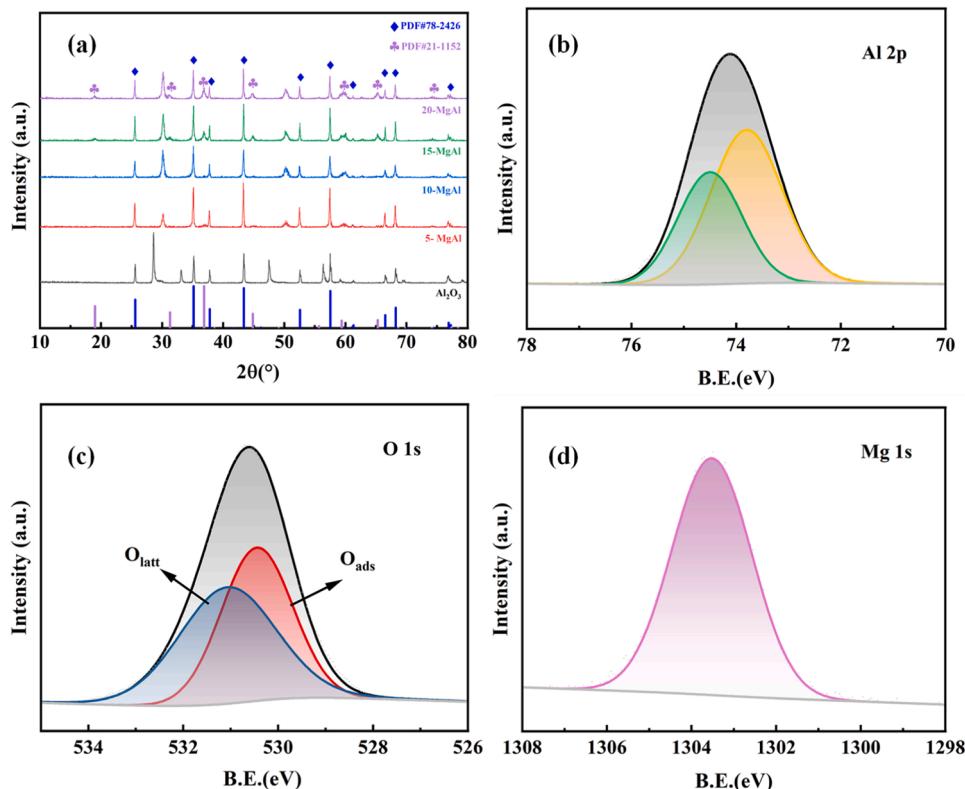 (a)
◆ PDF#78-2426
♣ PDF#21-1152
20-MgAl
15-MgAl
10-MgAl
5- MgAl
Al₂O₃
Intensity (a.u.)
10 20 30 40 50 60 70 80
2θ(°)
(b)
Al 2p
Intensity (a.u.)
78 76 74 72 70
B.E.(eV)
(c)
O 1s
O_latt
O_ads
Intensity (a.u.)
534 532 530 528 526
B.E.(eV)
(d)
Mg 1s
Intensity (a.u.)
1308 1306 1304 1302 1300 1298
B.E.(eV)